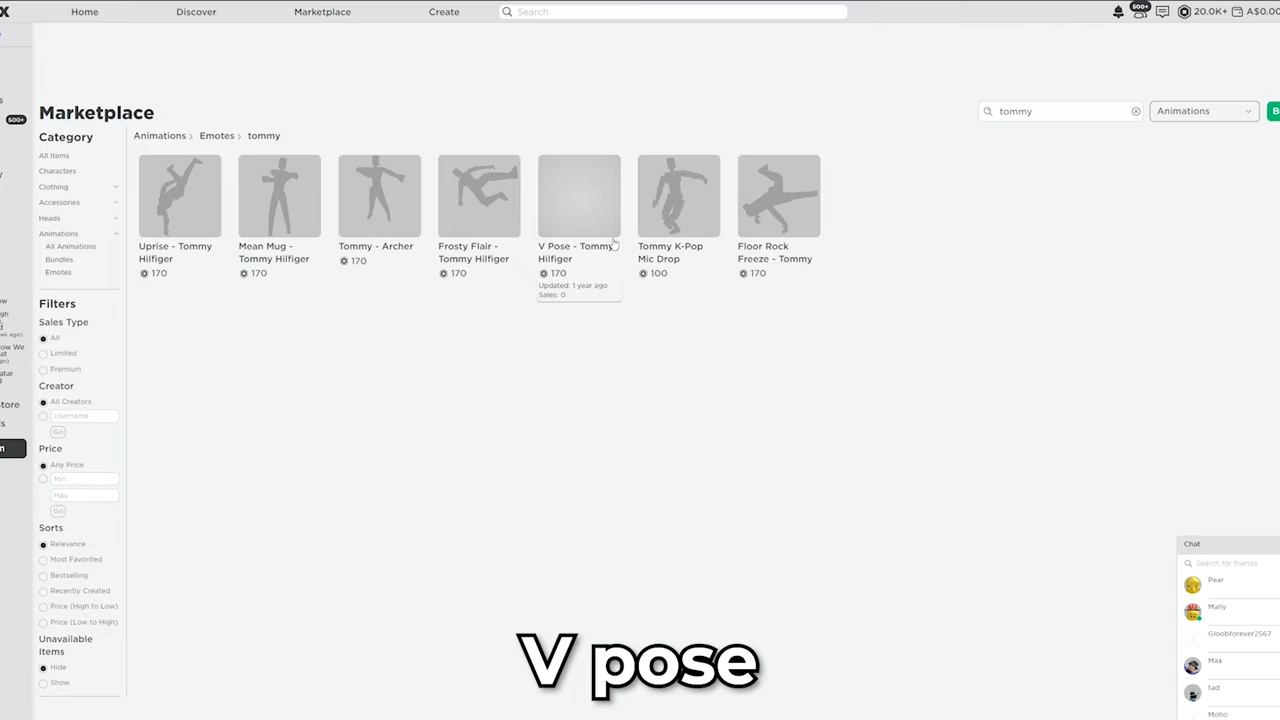 X
Home
Discover
Marketplace
Create
Search
500+
20.0K+
A$0.00
500+
Marketplace
tommy
Animations
B
Category
Animations > Emotes > tommy
All Items
Characters
Clothing
Accessories
Heads
Animations
All Animations
Bundles
Emotes
Uprise - Tommy
Hilfiger
170
Mean Mug -
Tommy Hilfiger
170
Tommy - Archer
170
Frosty Flair -
Tommy Hilfiger
170
V Pose - Tommy
Hilfiger
170
Updated: 1 year ago
Sales: 0
Tommy K-Pop
Mic Drop
100
Floor Rock
Freeze - Tommy
170
Filters
Sales Type
All
Limited
Premium
Creator
All Creators
Username
Go
Price
Any Price
Min
Max
Go
Sorts
Relevance
Most Favorited
Bestselling
Recently Created
Price (High to Low)
Price (Low to High)
Unavailable
Items
Hide
Show
Chat
Search for friends
Pear
Mally
Gloobforever2567
Max
tad
Moho
V pose